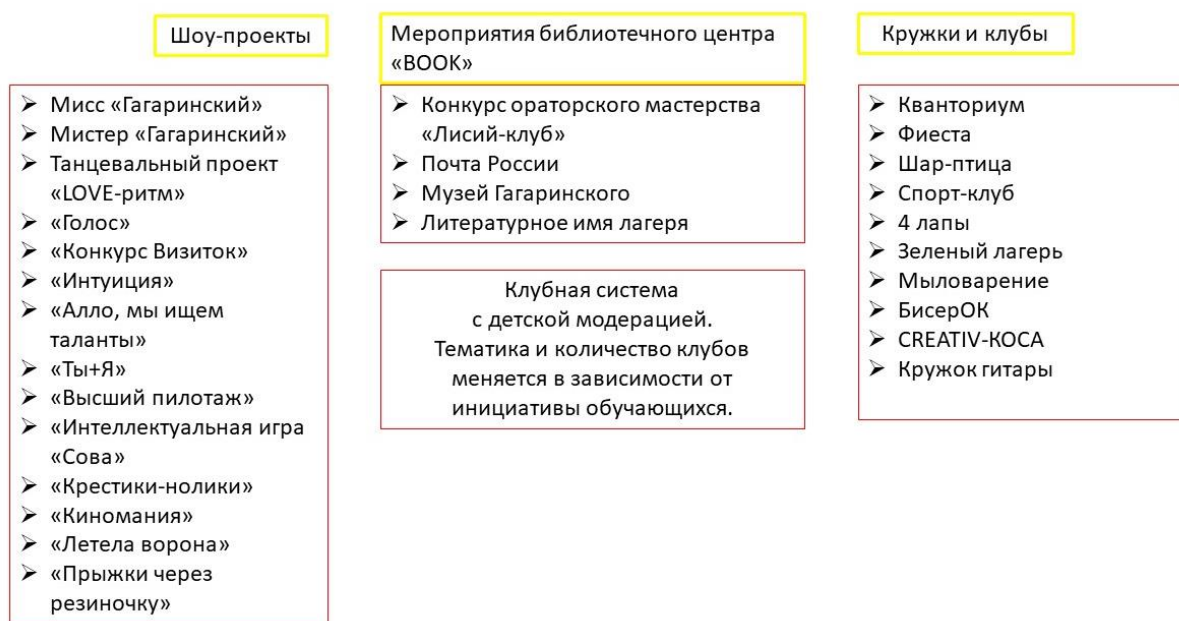 Шоу-проекты
➢ Мисс «Гагаринский»
➢ Мистер «Гагаринский»
➢ Танцевальный проект
«LOVE-ритм»
➢ «Голос»
➢ «Конкурс Визиток»
➢ «Интуиция»
➢ «Алло, мы ищем
таланты»
➢ «Ты+Я»
➢ «Высший пилотаж»
➢ «Интеллектуальная игра
«Сова»
➢ «Крестики-нолики»
➢ «Киномания»
➢ «Летела ворона»
➢ «Прыжки через
резиночку»
Мероприятия библиотечного центра
«BOOK»
➢ Конкурс ораторского мастерства
«Лисий-клуб»
➢ Почта России
➢ Музей Гагаринского
➢ Литературное имя лагеря
Клубная система
с детской модерацией.
Тематика и количество клубов
меняется в зависимости от
инициативы обучающихся.
Кружки и клубы
➢ Кванториум
➢ Фиеста
➢ Шар-птица
➢ Спорт-клуб
➢ 4 лапы
➢ Зеленый лагерь
➢ Мыловарение
➢ БисерОК
➢ CREATIV-КОСА
➢ Кружок гитары